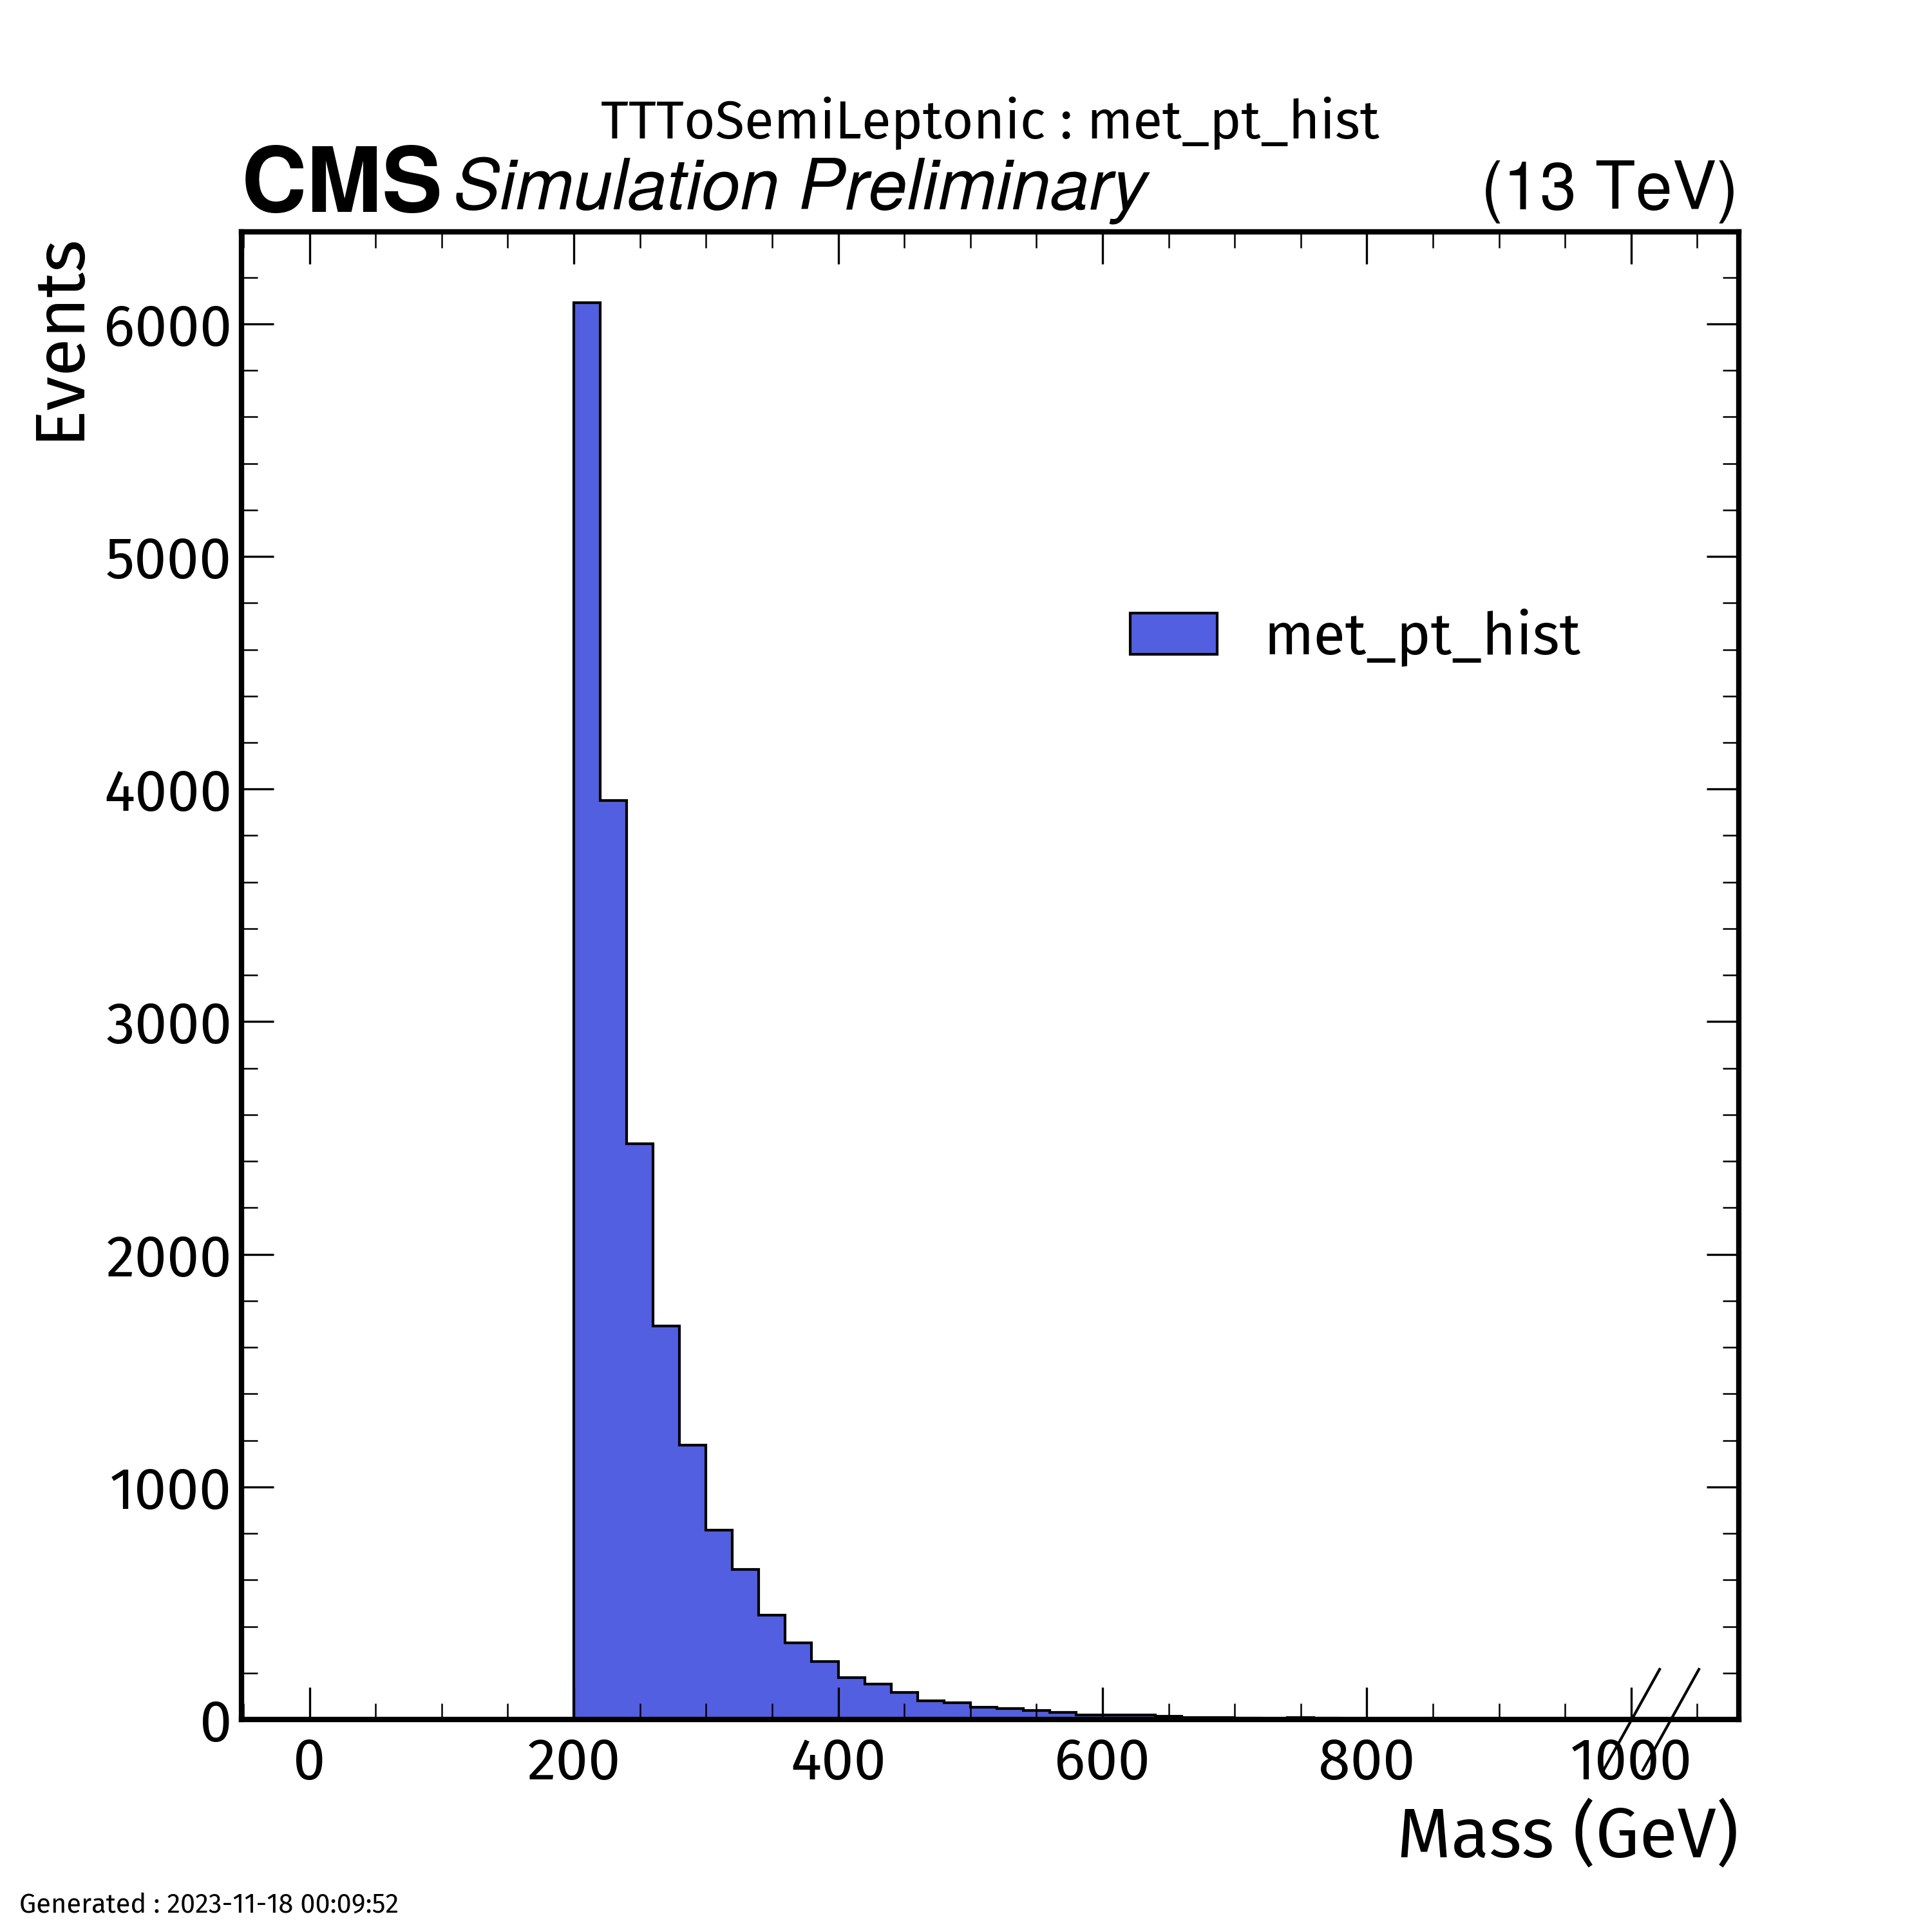 TTToSemiLeptonic : met_pt_hist
CMS Simulation Preliminary (13 TeV)
Events
6000
5000
met_pt_hist
4000
3000
2000
1000
0
0 200 400 600 800 1000
Mass (GeV)
Generated : 2023-11-18 00:09:52